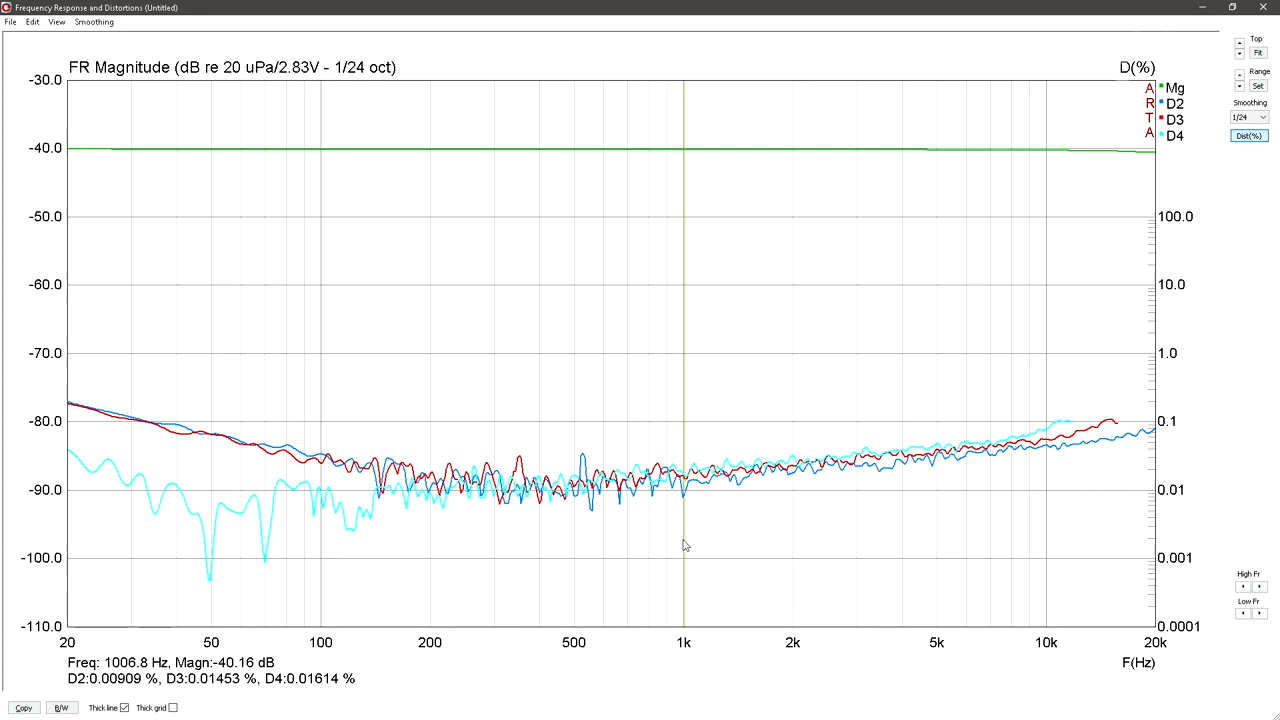 Frequency Response and Distortions (Untitled)
File Edit View Smoothing
FR Magnitude (dB re 20 uPa/2.83V - 1/24 oct)
D(%)
-30.0
-40.0
-50.0
-60.0
-70.0
-80.0
-90.0
-100.0
-110.0
A
R
T
A
Mg
D2
D3
D4
100.0
10.0
1.0
0.1
0.01
0.001
0.0001
20 50 100 200 500 1k 2k 5k 10k 20k
F(Hz)
Freq: 1006.8 Hz, Magn:-40.16 dB
D2:0.00909 %, D3:0.01453 %, D4:0.01614 %
Top
Fit
Range
Set
Smoothing
1/24
Dist(%)
High Fr
Low Fr
Copy B/W Thick line Thick grid